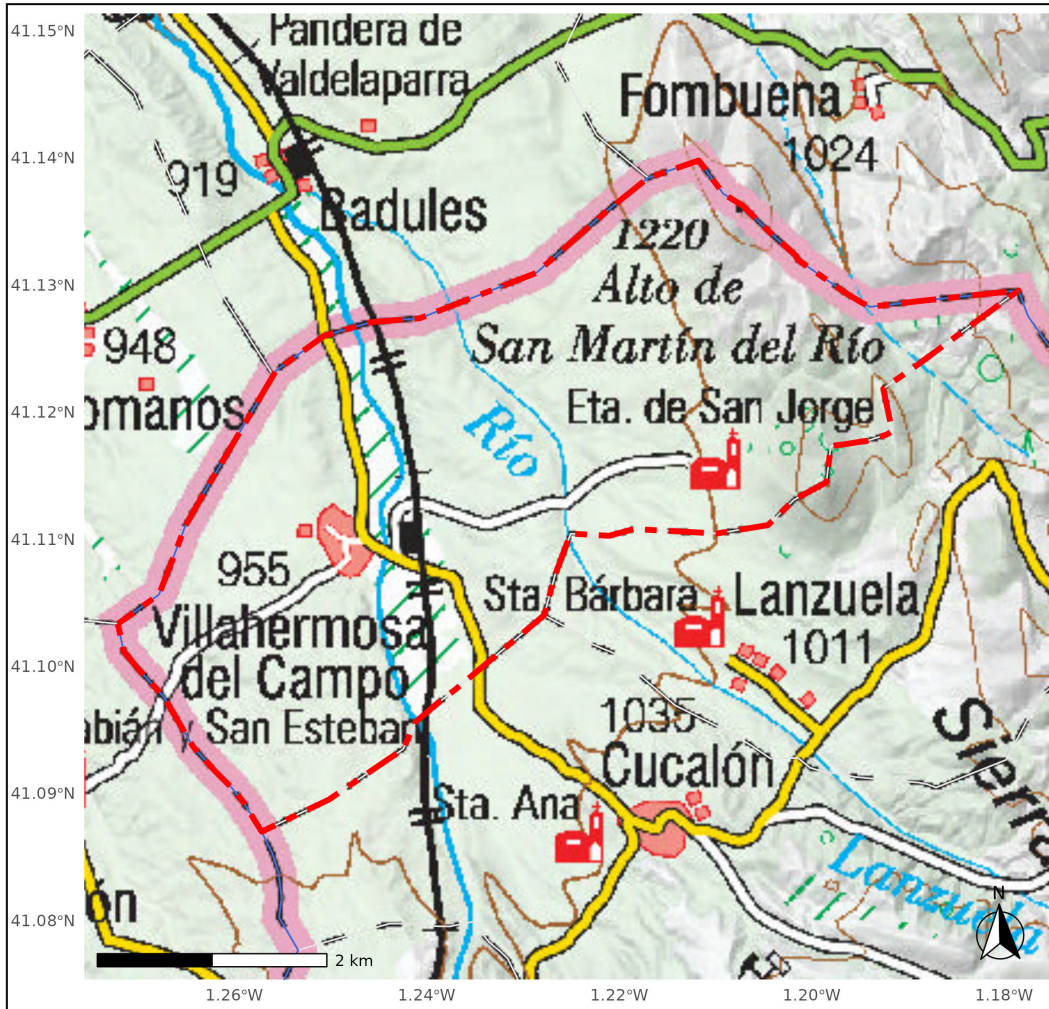 41.15°N
41.14°N
41.13°N
41.12°N
41.11°N
41.10°N
41.09°N
41.08°N
Pandera de
Valdelaparra
Fombuena
1024
919
Badules
1220
Alto de
San Martín del Río
948
omanos
Eta. de San Jorge
Río
955
Villahermosa
del Campo
abián y San Esteban
Sta. Bárbara
Lanzuela
1011
1035
Cucalón
Sta. Ana
Sierra
Lanzuela
ón
N
2 km
1.26°W
1.24°W
1.22°W
1.20°W
1.18°W